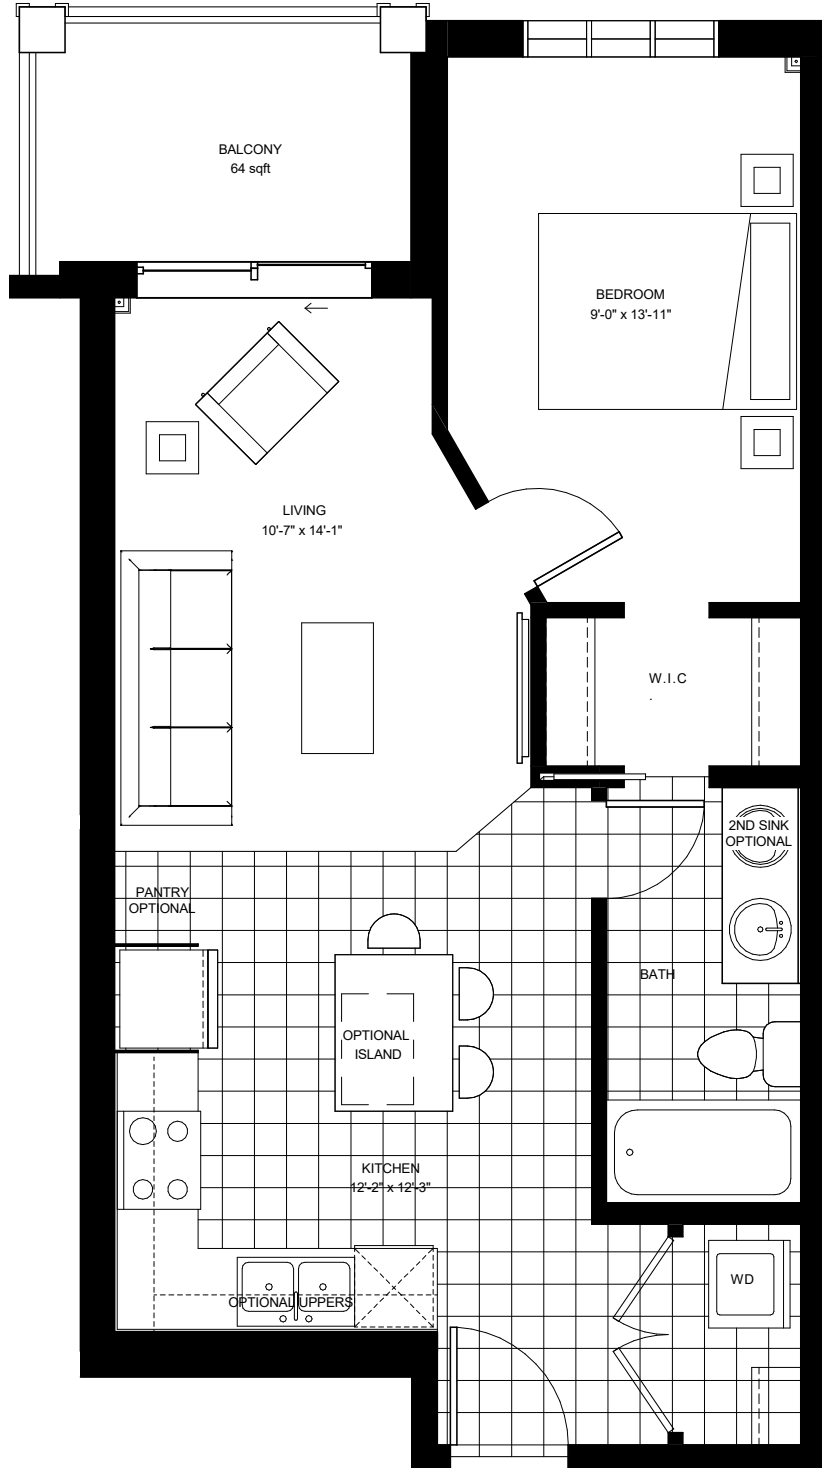 BALCONY
64 sqft
BEDROOM
9'-0" x 13'-11"
LIVING
10'-7" x 14'-1"
W.I.C
.
2ND SINK
OPTIONAL
PANTRY
OPTIONAL
BATH
OPTIONAL
ISLAND
KITCHEN
12'-2" x 12'-3"
WD
OPTIONAL UPPERS